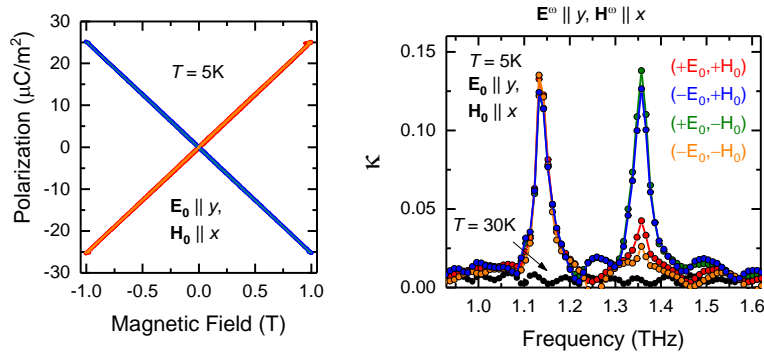 E^ω || y, H^ω || x
30
20
10
0
-10
-20
30
Polarization (μC/m²)
T = 5K
E₀ || y,
H₀ || x
-1.0 -0.5 0.0 0.5 1.0
Magnetic Field (T)
0.15
0.10
0.05
0.00
κ
T = 5K
E₀ || y,
H₀ || x
(+E₀,+H₀)
(−E₀,+H₀)
(+E₀,-H₀)
(−E₀,-H₀)
T = 30K
1.0 1.1 1.2 1.3 1.4 1.5 1.6
Frequency (THz)